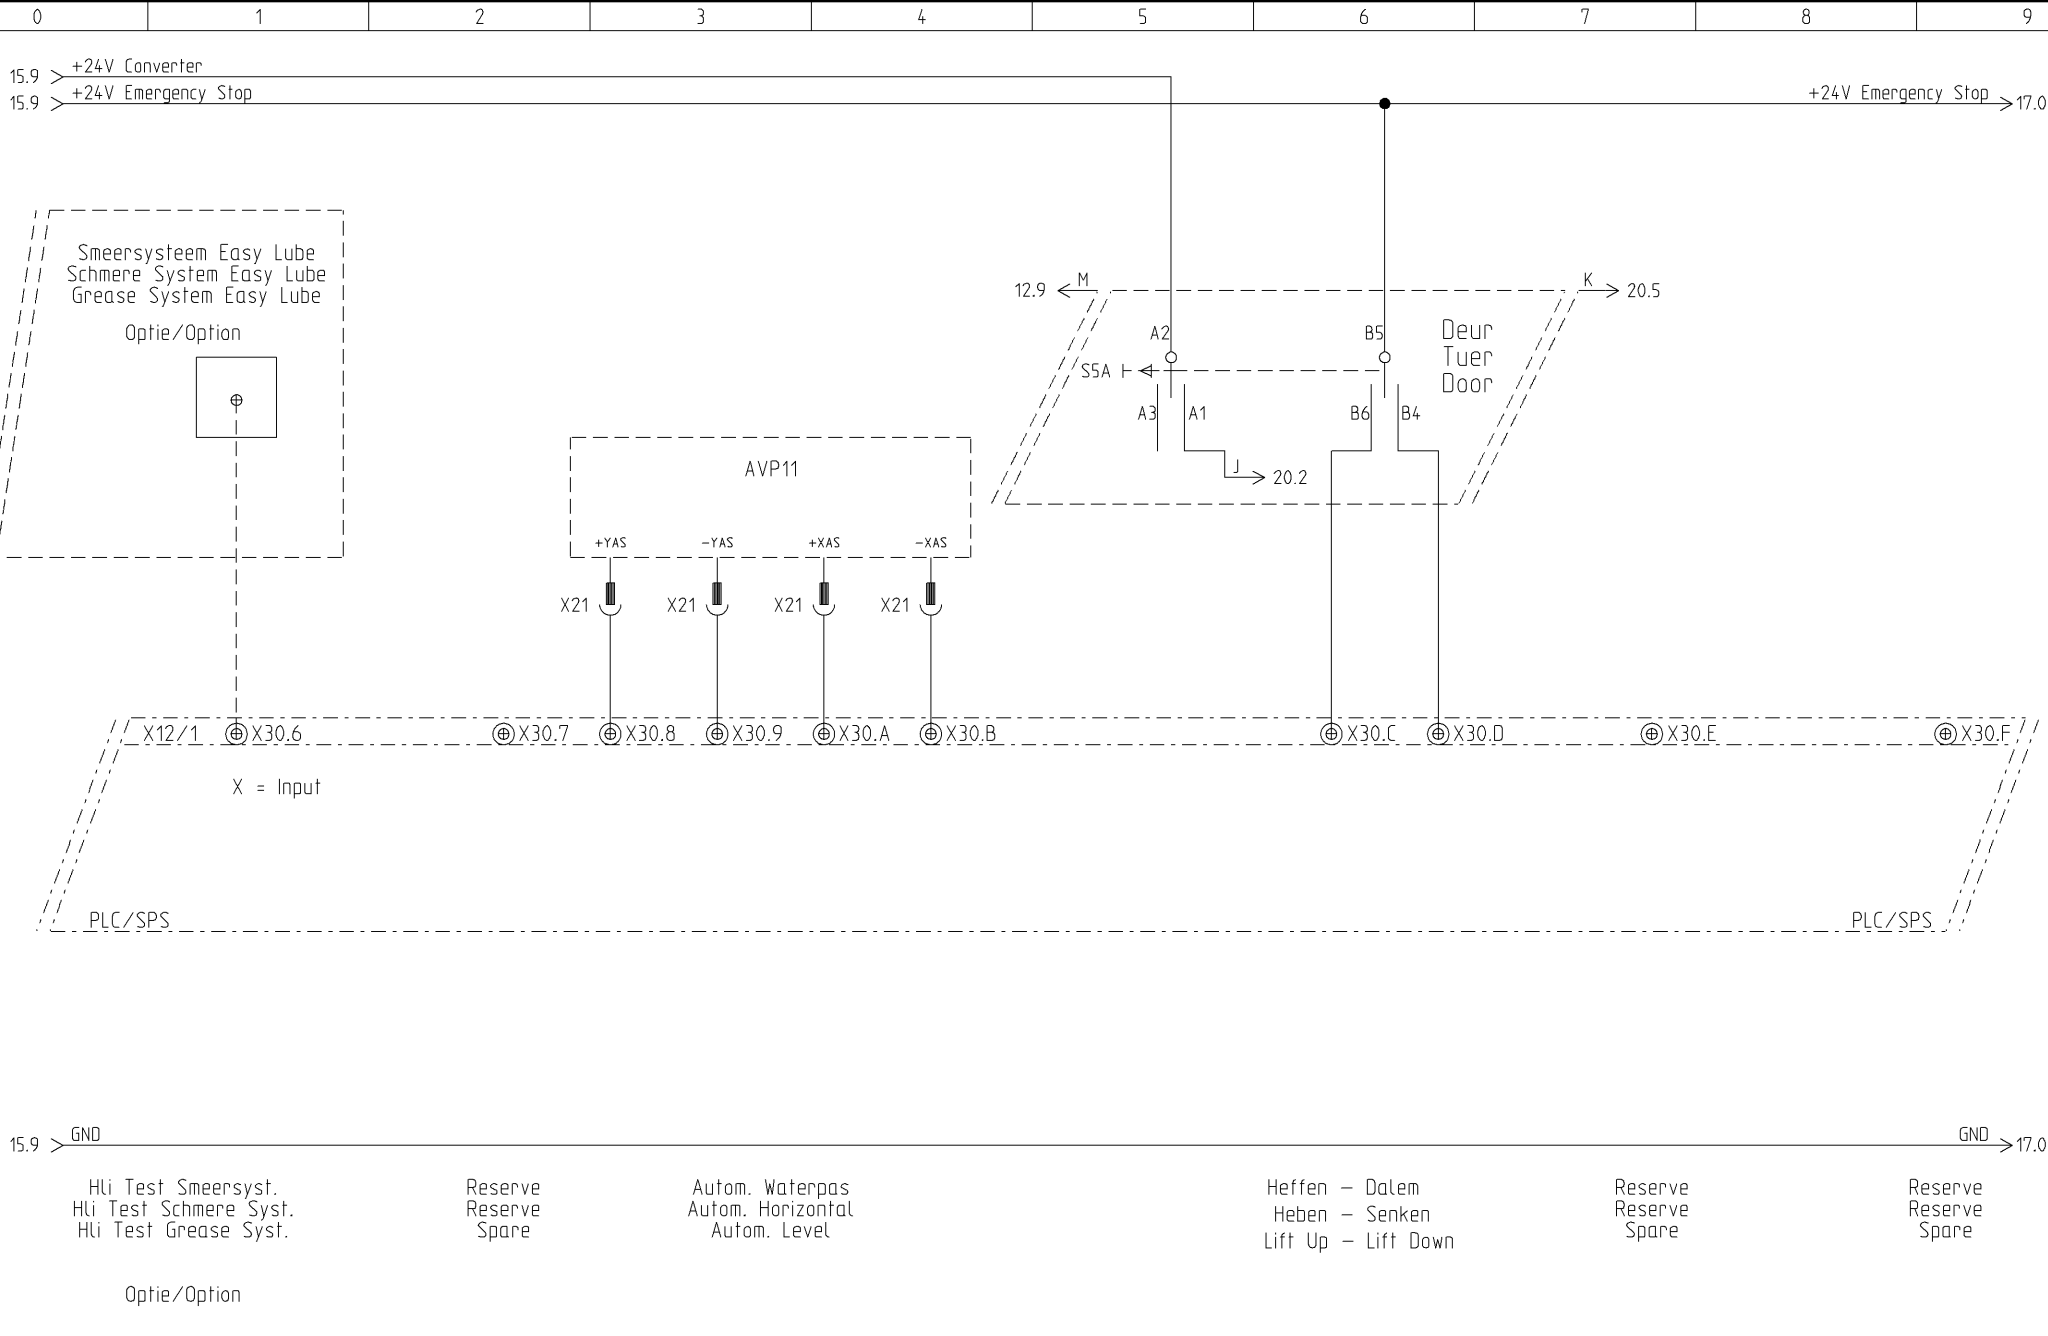 0 1 2 3 4 5 6 7 8 9
15.9 +24V Converter
15.9 +24V Emergency Stop +24V Emergency Stop 17.0
Smeersysteem Easy Lube
Schmere System Easy Lube
Grease System Easy Lube
Optie/Option
12.9 M K 20.5
A2 B5
Deur
Tuer
Door
S5A
A3 A1 B6 B4
J 20.2
AVP11
+YAS -YAS +XAS -XAS
X21 X21 X21 X21
X12/1 X30.6 X30.7 X30.8 X30.9 X30.A X30.B X30.C X30.D X30.E X30.F
X = Input
PLC/SPS PLC/SPS
15.9 GND GND 17.0
Hli Test Smeersyst.
Hli Test Schmere Syst.
Hli Test Grease Syst.
Optie/Option
Reserve
Reserve
Spare
Autom. Waterpas
Autom. Horizontal
Autom. Level
Heffen - Dalem
Heben - Senken
Lift Up - Lift Down
Reserve
Reserve
Spare
Reserve
Reserve
Spare